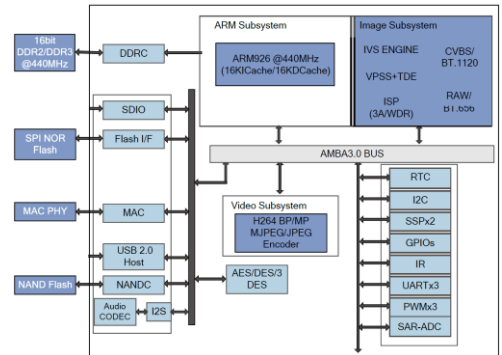 16bit
DDR2/DDR3
@440MHz
DDRC
ARM Subsystem
ARM926 @440MHz
(16KICache/16KDCache)
Image Subsystem
IVS ENGINE
CVBS/
BT.1120
VPSS+TDE
ISP
(3A/WDR)
RAW/
BT.656
SDIO
SPI NOR
Flash
Flash I/F
AMBA3.0 BUS
MAC PHY
MAC
USB 2.0
Host
NAND Flash
NANDC
Audio
CODEC
I2S
Video Subsystem
H264 BP/MP
MJPEG/JPEG
Encoder
AES/DES/3
DES
RTC
I2C
SSPx2
GPIOs
IR
UARTx3
PWMx3
SAR-ADC